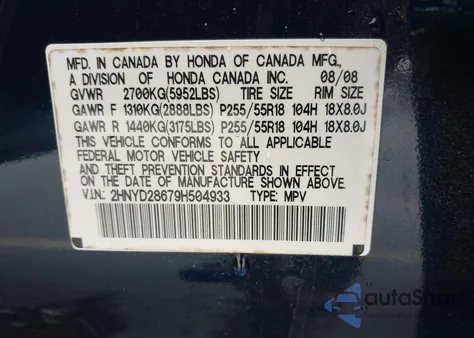 MFD. IN CANADA BY HONDA OF CANADA MFG.,
A DIVISION OF HONDA CANADA INC. 08/08
GVWR 2700KG(5952LBS) TIRE SIZE RIM SIZE
GAWR F 1310KG(2888LBS) P255/55R18 104H 18X8.0J
GAWR R 1440KG(3175LBS) P255/55R18 104H 18X8.0J
THIS VEHICLE CONFORMS TO ALL APPLICABLE
FEDERAL MOTOR VEHICLE SAFETY
AND THEFT PREVENTION STANDARDS IN EFFECT
ON THE DATE OF MANUFACTURE SHOWN ABOVE.
V.I.N.: 2HNYD28679H504933 TYPE: MPV